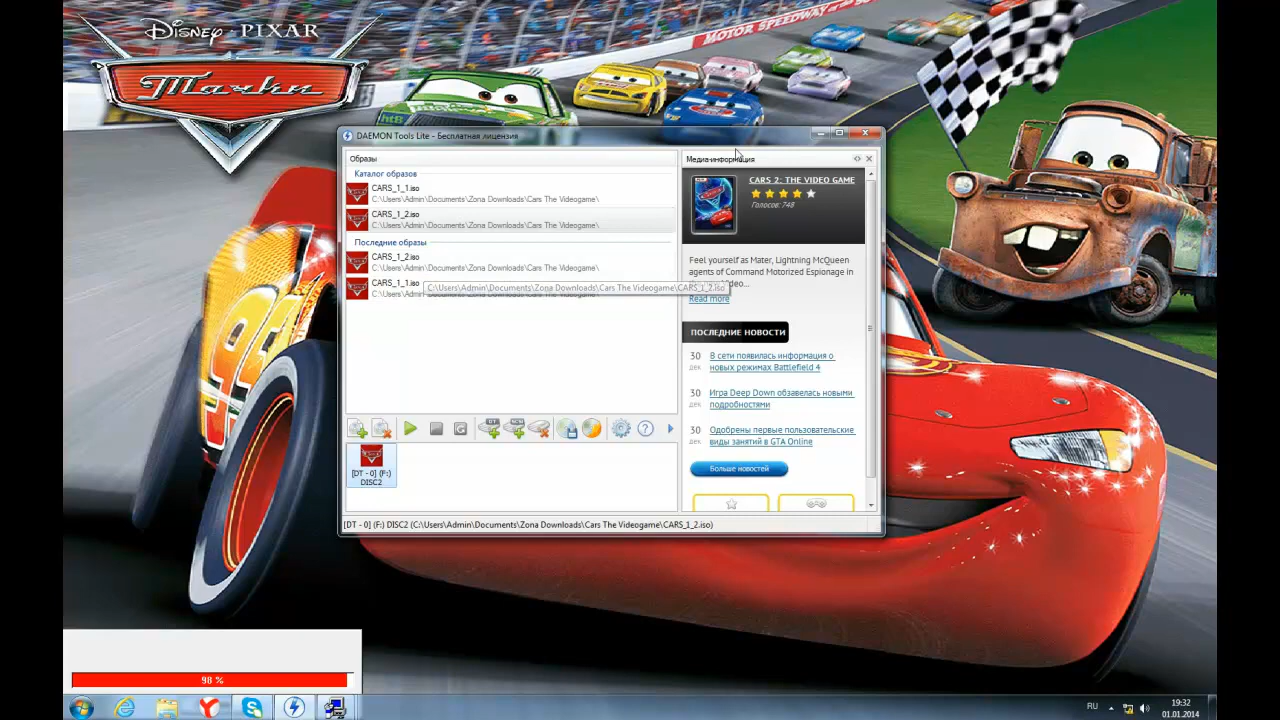 Disney · PIXAR
Тачки
MOTOR SPEEDWAY
DAEMON Tools Lite - Бесплатная лицензия
Образы
Каталог образов
CARS_1_1.iso
C:\Users\Admin\Documents\Zona Downloads\Cars The Videogame\
CARS_1_2.iso
C:\Users\Admin\Documents\Zona Downloads\Cars The Videogame\
Последние образы
CARS_1_2.iso
C:\Users\Admin\Documents\Zona Downloads\Cars The Videogame\
CARS_1_1.iso
C:\Users\Admin\Documents\Zona Downloads\Cars The Videogame\CARS_1_2.iso
Медиа-информация
CARS 2: THE VIDEO GAME
Голосов: 748
Feel yourself as Mater, Lightning McQueen
agents of Command Motorized Espionage in
Video...
Read more
ПОСЛЕДНИЕ НОВОСТИ
30 дек
В сети появилась информация о
новых режимах Battlefield 4
30 дек
Игра Deep Down обзавелась новыми
подробностями
30 дек
Одобрены первые пользовательские
виды занятий в GTA Online
Больше новостей
[DT - 0] (F:)
DISC2
[DT - 0] (F:) DISC2 (C:\Users\Admin\Documents\Zona Downloads\Cars The Videogame\CARS_1_2.iso)
98 %
RU
19:32
01.01.2014